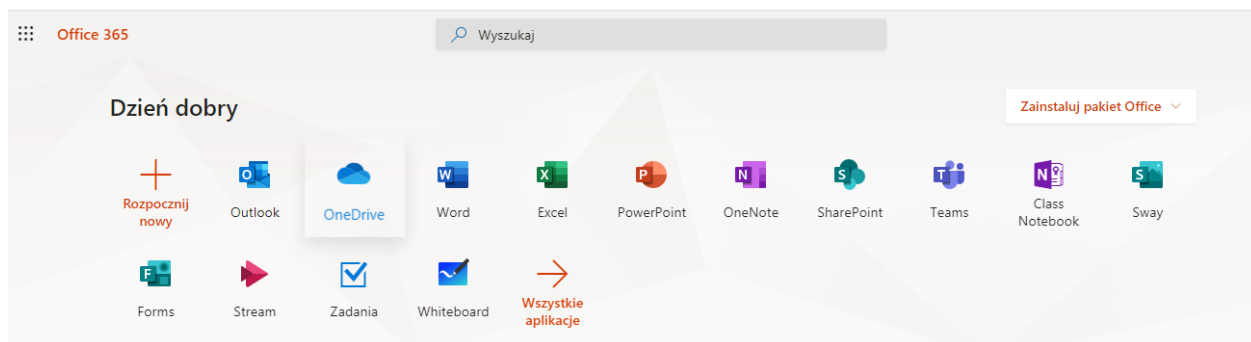 Office 365
Wyszukaj
Dzień dobry
Zainstaluj pakiet Office
Rozpocznij
nowy
Outlook
OneDrive
Word
Excel
PowerPoint
OneNote
SharePoint
Teams
Class
Notebook
Sway
Forms
Stream
Zadania
Whiteboard
Wszystkie
aplikacje